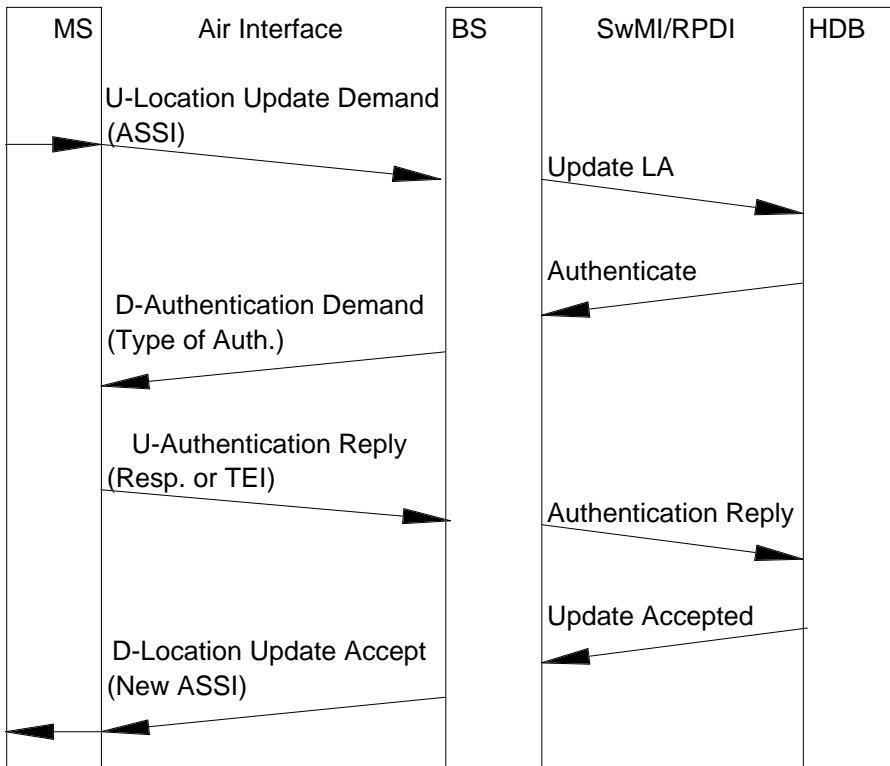 MS Air Interface BS SwMI/RPDI HDB
U-Location Update Demand
(ASSI)
Update LA
Authenticate
D-Authentication Demand
(Type of Auth.)
U-Authentication Reply
(Resp. or TEI)
Authentication Reply
Update Accepted
D-Location Update Accept
(New ASSI)